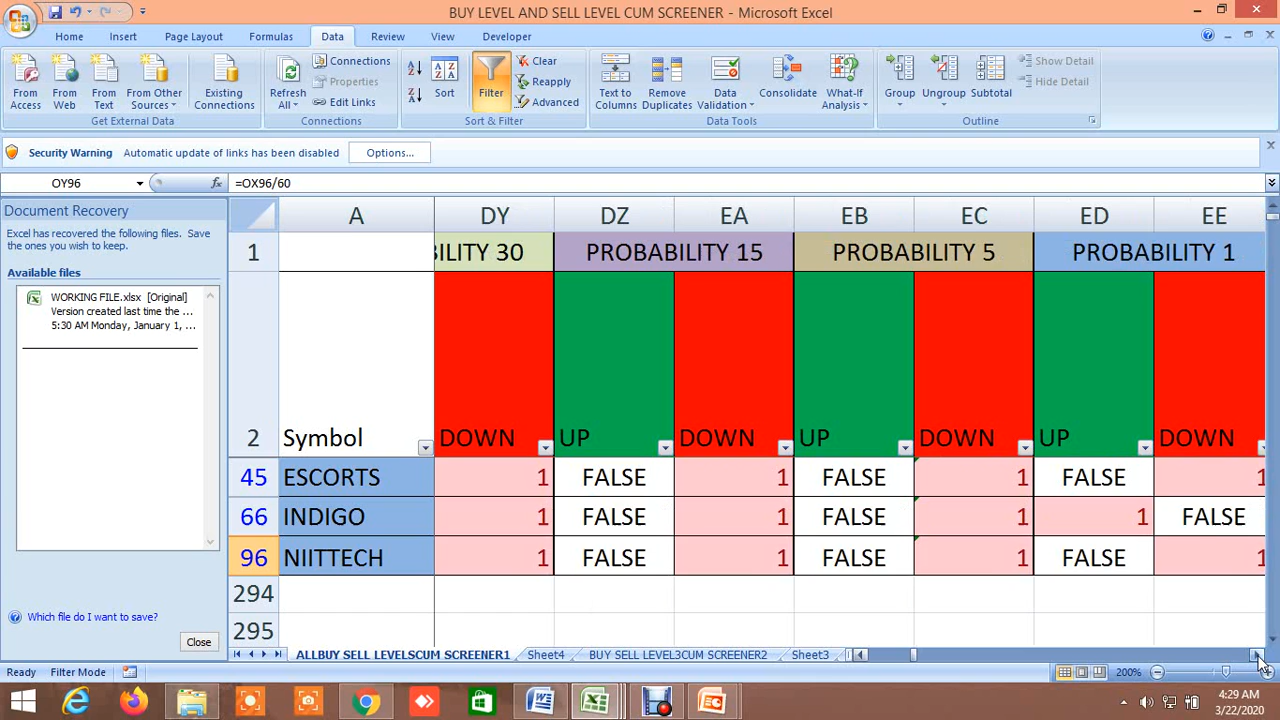 BUY LEVEL AND SELL LEVEL CUM SCREENER - Microsoft Excel
Home Insert Page Layout Formulas Data Review View Developer
From Access
From Web
From Text
From Other Sources
Existing Connections
Refresh All
Connections
Properties
Edit Links
Sort
Filter
Clear
Reapply
Advanced
Text to Columns
Remove Duplicates
Data Validation
Consolidate
What-If Analysis
Group
Ungroup
Subtotal
Show Detail
Hide Detail
Get External Data Connections Sort & Filter Data Tools Outline
Security Warning Automatic update of links has been disabled Options...
OY96 fx =OX96/60
Document Recovery
Excel has recovered the following files. Save
the ones you wish to keep.
Available files
WORKING FILE.xlsx [Original]
Version created last time the ...
5:30 AM Monday, January 1, ...
Which file do I want to save?
Close
A DY DZ EA EB EC ED EE
1 BILITY 30 PROBABILITY 15 PROBABILITY 5 PROBABILITY 1
2 Symbol DOWN UP DOWN UP DOWN UP DOWN
45 ESCORTS 1 FALSE 1 FALSE 1 FALSE 1
66 INDIGO 1 FALSE 1 FALSE 1 1 FALSE
96 NIITTECH 1 FALSE 1 FALSE 1 FALSE 1
294
295
ALLBUY SELL LEVELSCUM SCREENER1 Sheet4 BUY SELL LEVEL3CUM SCREENER2 Sheet3
Ready Filter Mode 200%
4:29 AM
3/22/2020